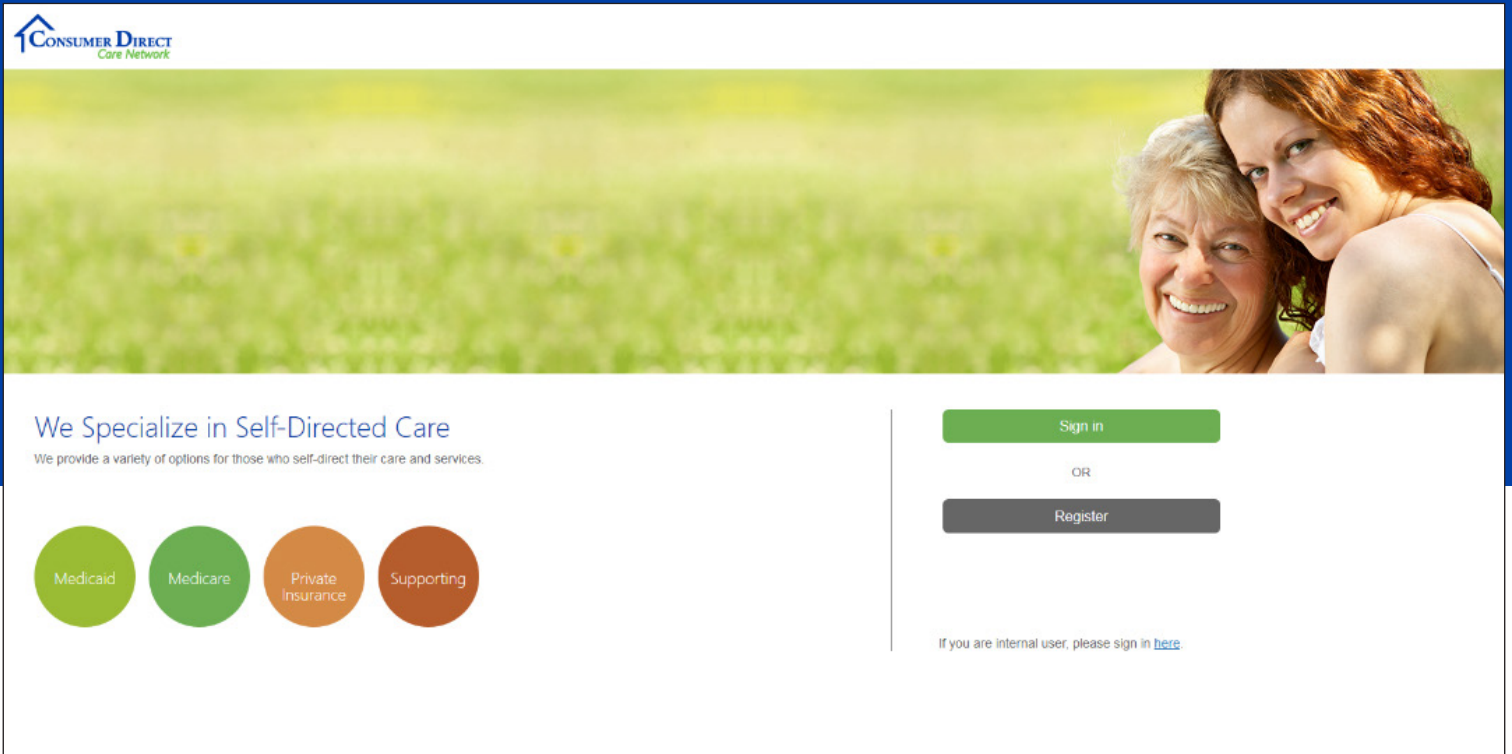 CONSUMER DIRECT
Care Network
We Specialize in Self-Directed Care
We provide a variety of options for those who self-direct their care and services.
Medicaid
Medicare
Private
Insurance
Supporting
Sign in
OR
Register
If you are internal user, please sign in here.